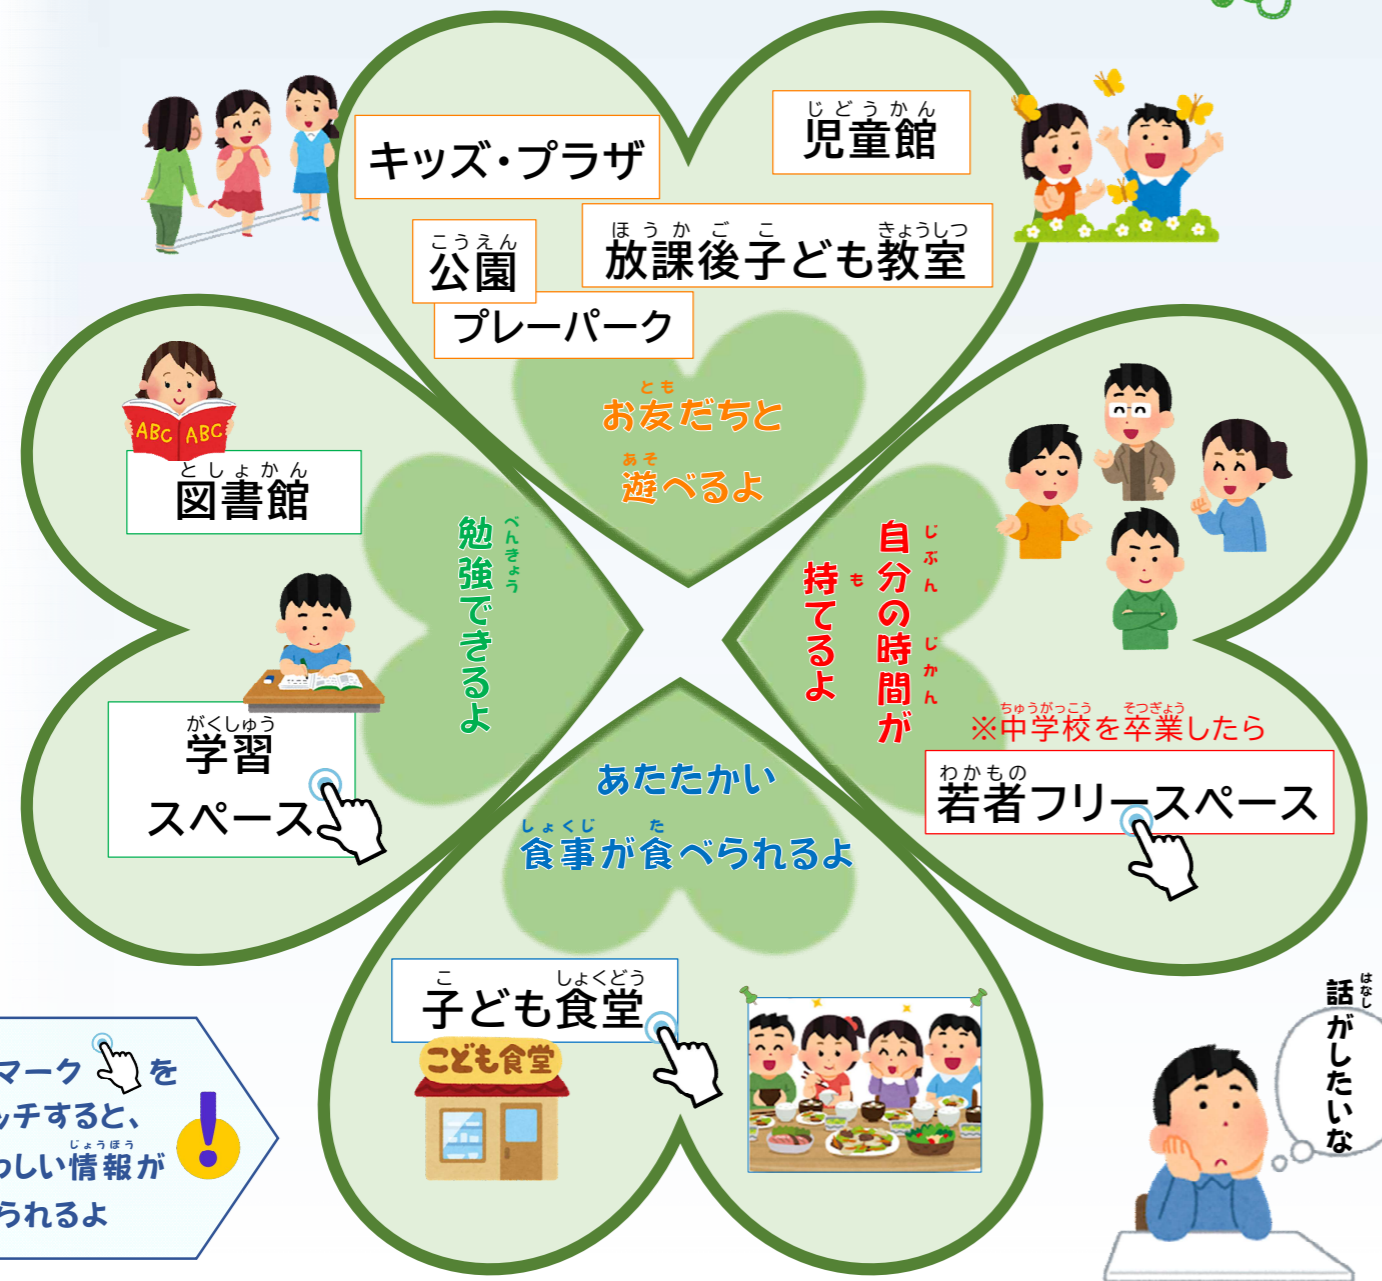 キッズ・プラザ
児童館
じどうかん
公園
こうえん
放課後子ども教室
ほうかごこ きょうしつ
プレーパーク
お友だちと
とも
遊べるよ
あそ
ABC ABC
図書館
としょかん
勉強できるよ
べんきょう
学習
がくしゅう
スペース
自分の時間が
じぶん じかん
持てるよ
も
※中学校を卒業したら
ちゅうがっこう そつぎょう
若者フリースペース
わかもの
あたたかい
食事が食べられるよ
しょくじ た
子ども食堂
こ しょくどう
こども食堂
マーク を
ッチすると、
わしい情報が
じょうほう
られるよ
!
話がしたいな
はなし